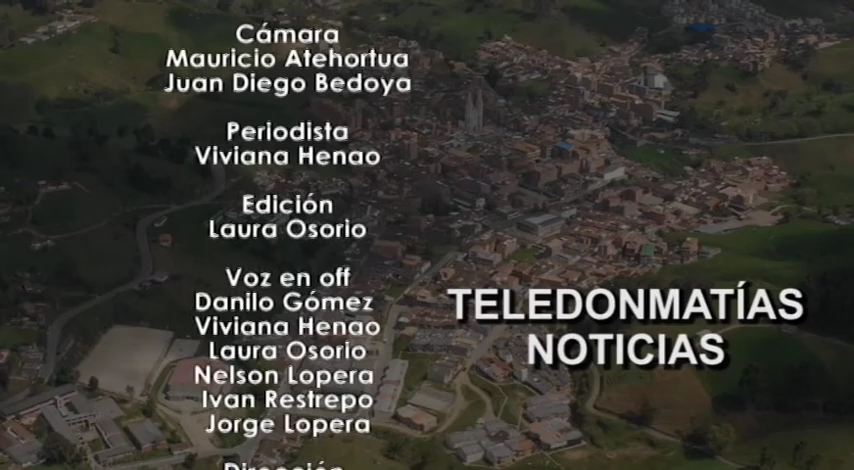 Cámara
Mauricio Atehortua
Juan Diego Bedoya
Periodista
Viviana Henao
Edición
Laura Osorio
Voz en off
Danilo Gómez
Viviana Henao
Laura Osorio
Nelson Lopera
Ivan Restrepo
Jorge Lopera
Dirección
TELEDONMATÍAS
NOTICIAS